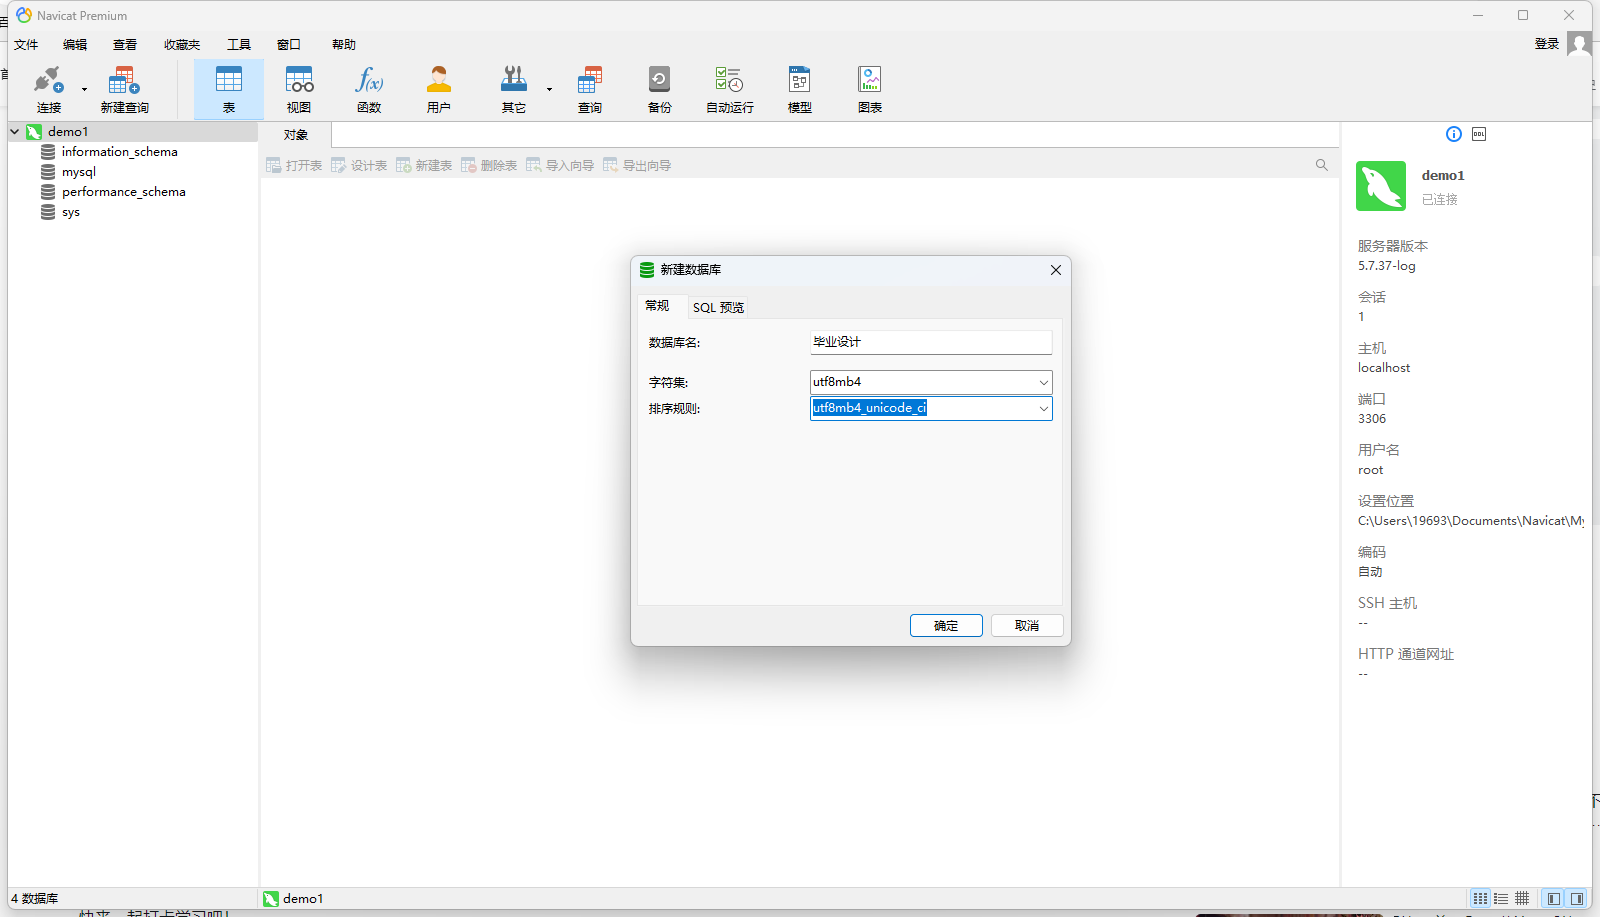 Navicat Premium
文件 编辑 查看 收藏夹 工具 窗口 帮助 登录
连接 新建查询 表 视图 函数 用户 其它 查询 备份 自动运行 模型 图表
demo1
information_schema
mysql
performance_schema
sys
对象
打开表 设计表 新建表 删除表 导入向导 导出向导
新建数据库
常规 SQL 预览
数据库名: 毕业设计
字符集: utf8mb4
排序规则: utf8mb4_unicode_ci
确定 取消
DDL
demo1
已连接
服务器版本
5.7.37-log
会话
1
主机
localhost
端口
3306
用户名
root
设置位置
C:\Users\19693\Documents\Navicat\My
编码
自动
SSH 主机
--
HTTP 通道网址
--
4 数据库 demo1